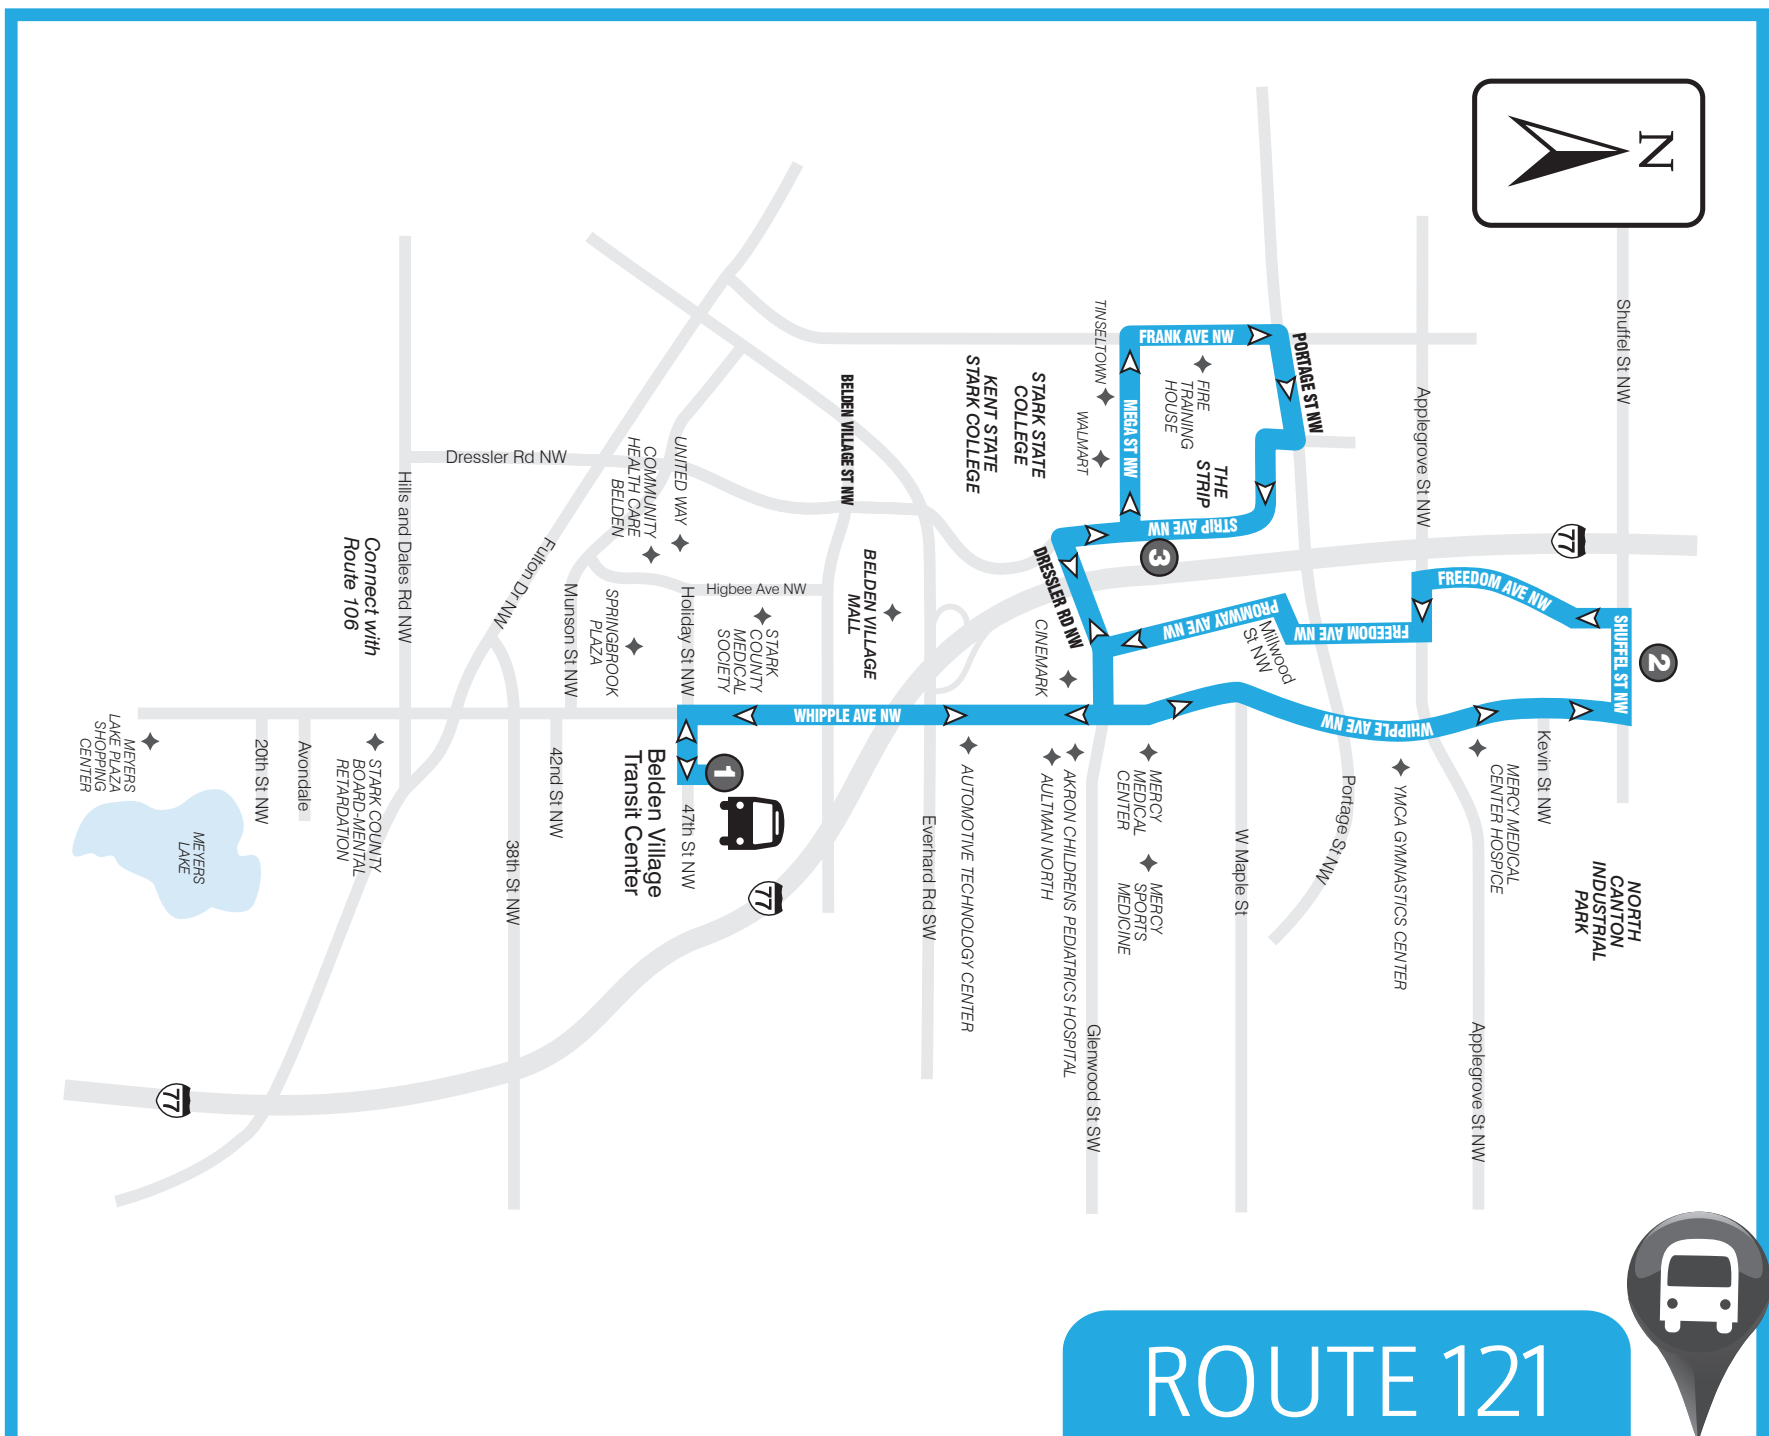 N
Shuffel St NW
Applegrove St NW
PORTAGE ST NW
FRANK AVE NW
FIRE
TRAINING
HOUSE
TINSELTOWN
WALMART
MEGA ST NW
THE
STRIP
STRIP AVE NW
3
STARK STATE
COLLEGE
KENT STATE
STARK COLLEGE
77
FREEDOM AVE NW
SHUFFEL ST NW
2
FREEDOM AVE NW
PROMWAY AVE NW
Milwood
St NW
DRESSLER RD NW
CINEMARK
BELDEN VILLAGE ST NW
BELDEN VILLAGE
MALL
Dressler Rd NW
UNITED WAY
COMMUNITY
HEALTH CARE
BELDEN
Hills and Dales Rd NW
Connect with
Route 106
Fulton Dr NW
Munson St NW
SPRINGBROOK
PLAZA
Holiday St NW
Higbee Ave NW
STARK
COUNTY
MEDICAL
SOCIETY
WHIPPLE AVE NW
WHIPPLE AVE NW
1
Belden Village
Transit Center
47th St NW
77
MEYERS
LAKE PLAZA
SHOPPING
CENTER
20th St NW
Avondale
STARK COUNTY
BOARD-MENTAL
RETARDATION
MEYERS
LAKE
42nd St NW
38th St NW
Everhard Rd SW
AUTOMOTIVE TECHNOLOGY CENTER
AULTMAN NORTH
AKRON CHILDRENS PEDIATRICS HOSPITAL
MERCY
MEDICAL
CENTER
MERCY
SPORTS
MEDICINE
Glenwood St SW
W Maple St
Portage St NW
YMCA GYMNASTICS CENTER
MERCY MEDICAL
CENTER HOSPICE
Kevin St NW
NORTH
CANTON
INDUSTRIAL
PARK
Applegrove St NW
77
ROUTE 121